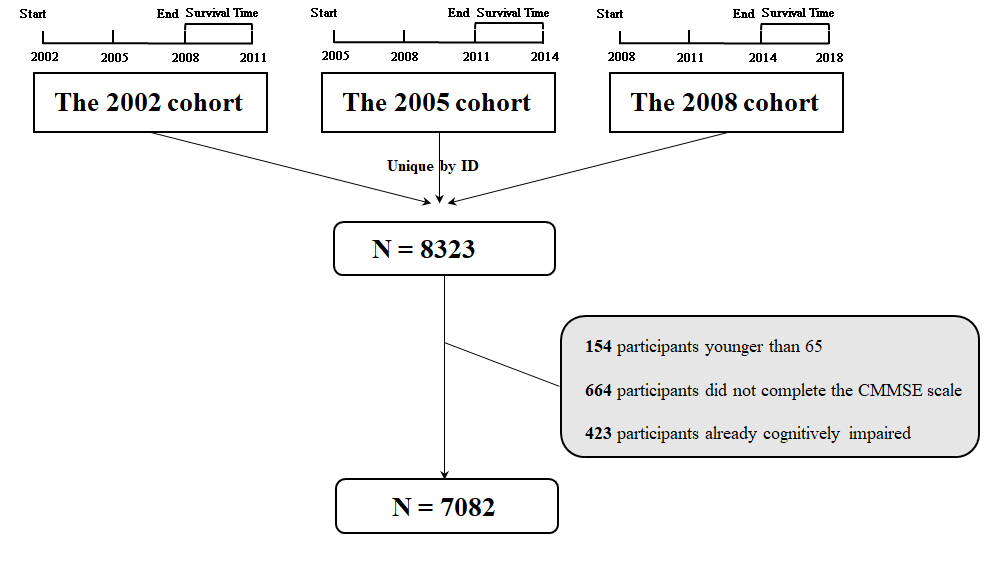 Start End Survival Time
2002 2005 2008 2011
The 2002 cohort
Start End Survival Time
2005 2008 2011 2014
The 2005 cohort
Start End Survival Time
2008 2011 2014 2018
The 2008 cohort
Unique by ID
N = 8323
154 participants younger than 65
664 participants did not complete the CMMSE scale
423 participants already cognitively impaired
N = 7082